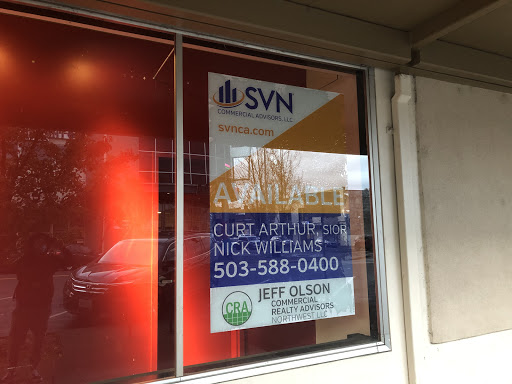 SVN
COMMERCIAL ADVISORS, LLC
svnca.com
AVAILABLE
CURT ARTHUR, SIOR
NICK WILLIAMS
503-588-0400
CRA
JEFF OLSON
COMMERCIAL
REALTY ADVISORS
NORTHWEST LLC